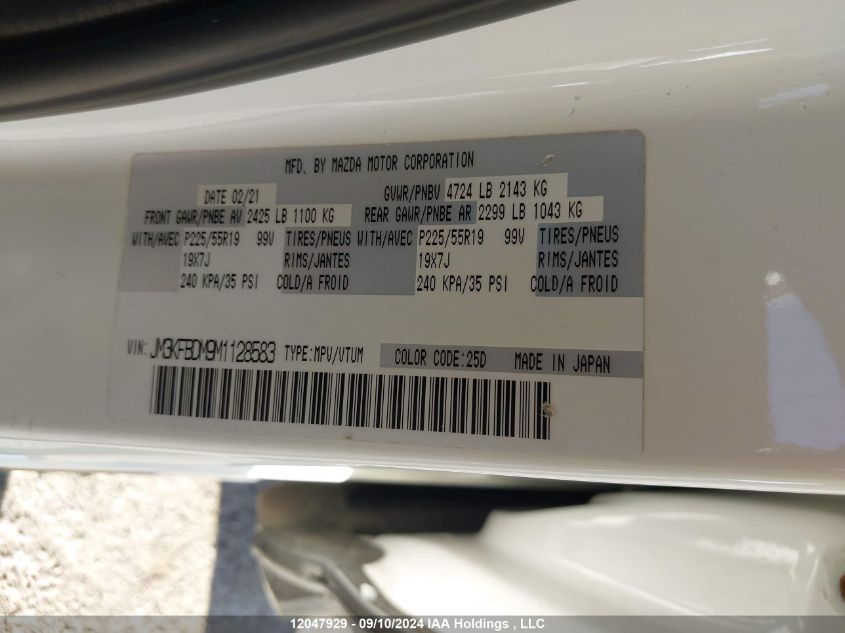 MFD. BY MAZDA MOTOR CORPORATION
DATE 02/21 GVWR/PNBV 4724 LB 2143 KG
FRONT GAWR/PNBE AV 2425 LB 1100 KG REAR GAWR/PNBE AR 2299 LB 1043 KG
WITH/AVEC P225/55R19 99V TIRES/PNEUS WITH/AVEC P225/55R19 99V TIRES/PNEUS
19X7J RIMS/JANTES 19X7J RIMS/JANTES
240 KPA/35 PSI COLD/A FROID 240 KPA/35 PSI COLD/A FROID
VIN: JM3KFBDM9M1128583 TYPE:MPV/VTUM COLOR CODE:25D MADE IN JAPAN
12047929 - 09/10/2024 IAA Holdings , LLC